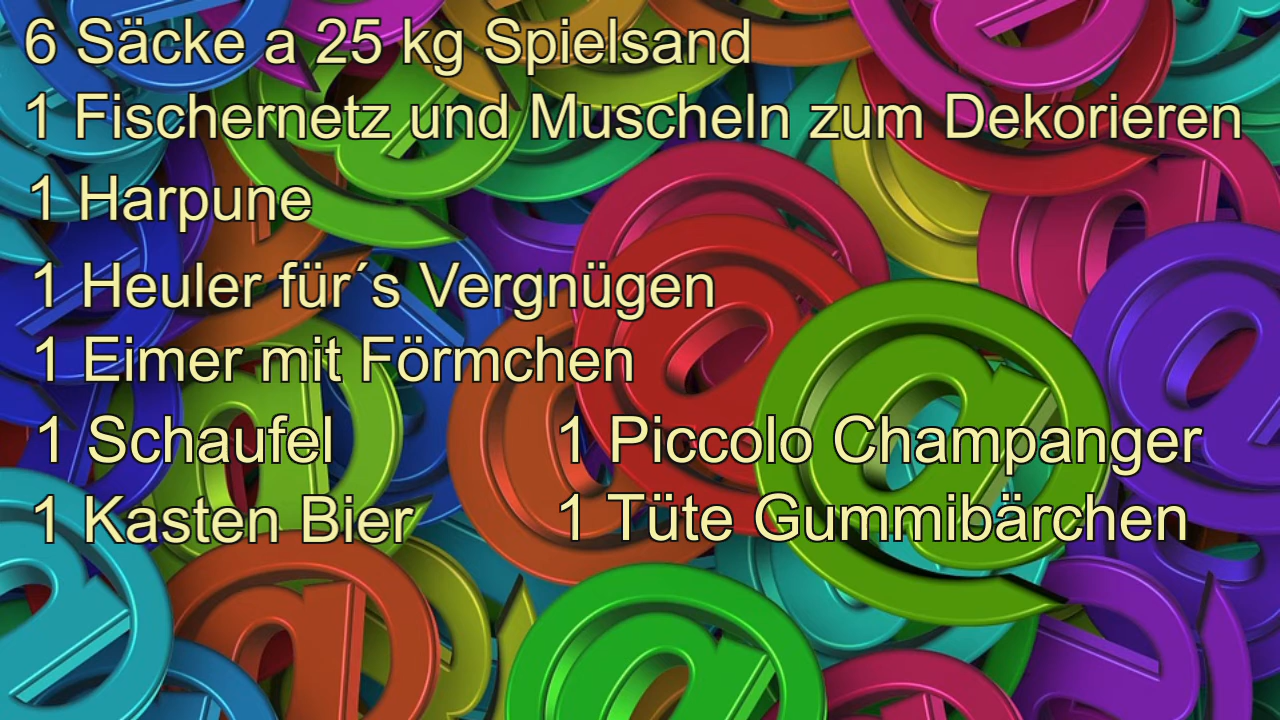 6 Säcke a 25 kg Spielsand
1 Fischernetz und Muscheln zum Dekorieren
1 Harpune
1 Heuler für´s Vergnügen
1 Eimer mit Förmchen
1 Schaufel
1 Kasten Bier
1 Piccolo Champanger
1 Tüte Gummibärchen